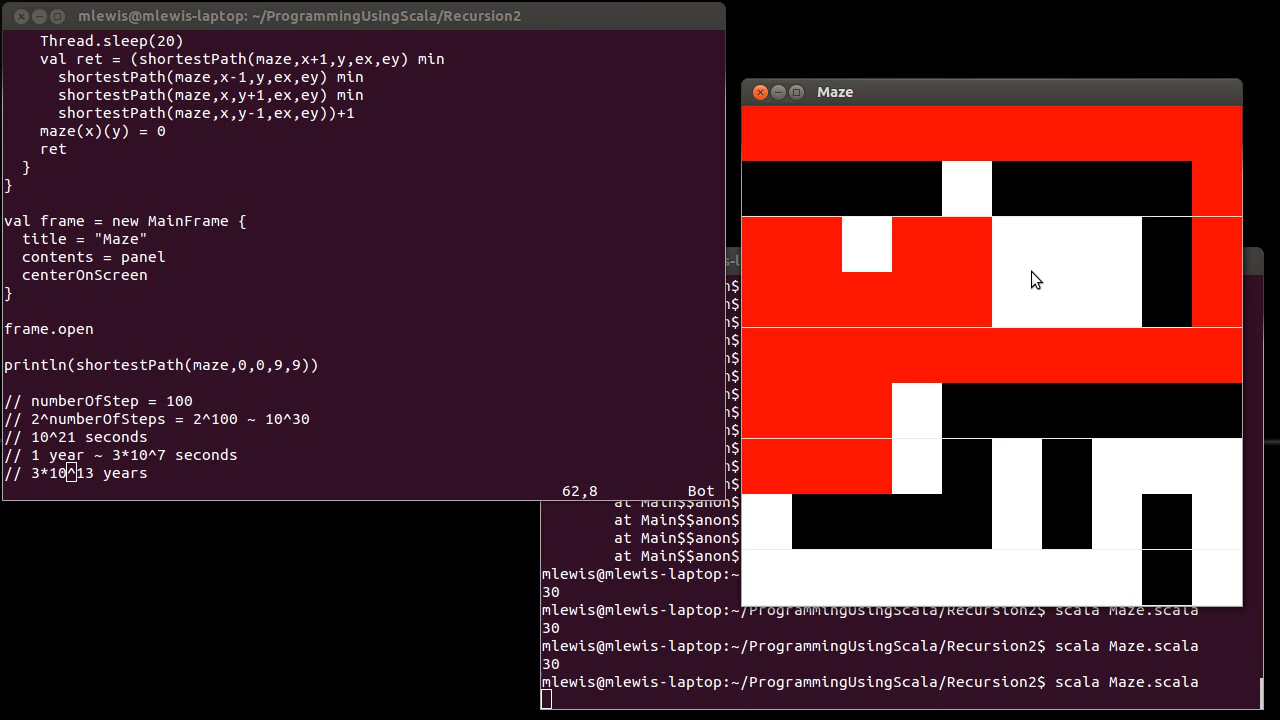 mlewis@mlewis-laptop: ~/ProgrammingUsingScala/Recursion2
Thread.sleep(20)
val ret = (shortestPath(maze,x+1,y,ex,ey) min
shortestPath(maze,x-1,y,ex,ey) min
shortestPath(maze,x,y+1,ex,ey) min
shortestPath(maze,x,y-1,ex,ey))+1
maze(x)(y) = 0
ret
}
}
val frame = new MainFrame {
title = "Maze"
contents = panel
centerOnScreen
}
frame.open
println(shortestPath(maze,0,0,9,9))
// numberOfStep = 100
// 2^numberOfSteps = 2^100 ~ 10^30
// 10^21 seconds
// 1 year ~ 3*10^7 seconds
// 3*10^13 years
62,8 Bot
Maze
at Main$$anon$
at Main$$anon$
at Main$$anon$
at Main$$anon$
mlewis@mlewis-laptop:~
30
mlewis@mlewis-laptop:~/ProgrammingUsingScala/Recursion2$ scala Maze.scala
30
mlewis@mlewis-laptop:~/ProgrammingUsingScala/Recursion2$ scala Maze.scala
30
mlewis@mlewis-laptop:~/ProgrammingUsingScala/Recursion2$ scala Maze.scala